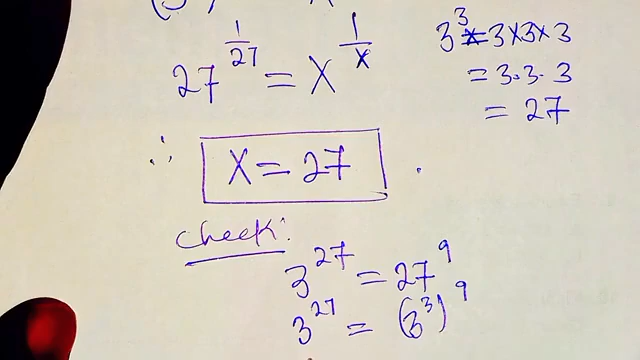 27^(1/27) = X^(1/x)
3^3 = 3×3×3
= 3·3·3
= 27
∴ X = 27 .
Check:
3^27 = 27^9
3^27 = (3^3)^9